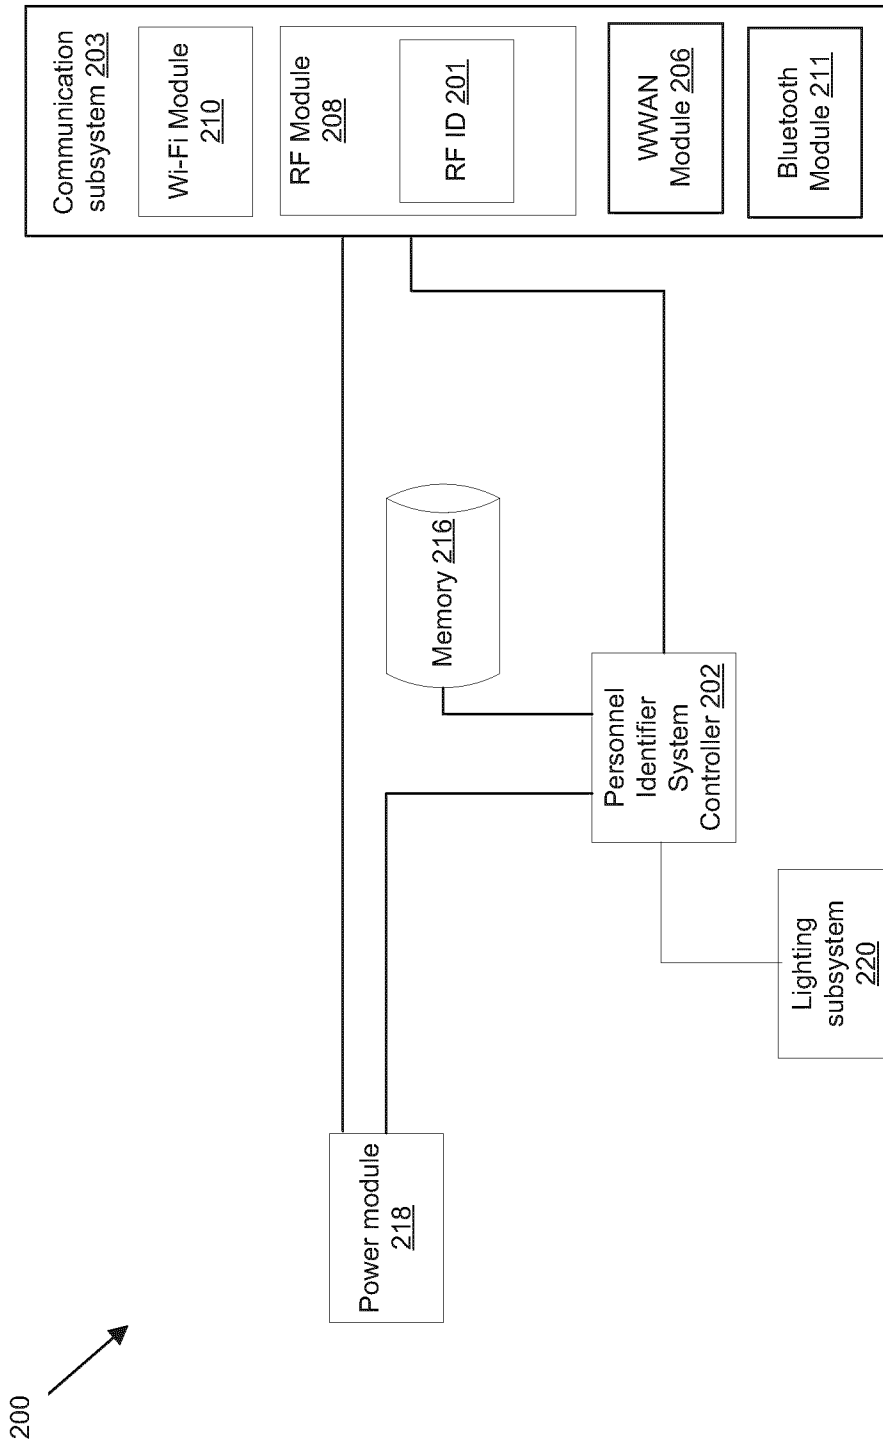 200
Power module
218
Lighting
subsystem
220
Personnel
Identifier
System
Controller 202
Memory 216
Communication
subsystem 203
Wi-Fi Module
210
RF Module
208
RF ID 201
WWAN
Module 206
Bluetooth
Module 211